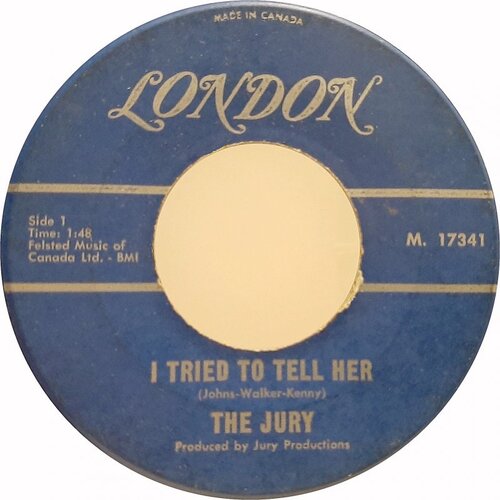 MADE IN CANADA
LONDON
Side 1
Time: 1:48
Felsted Music of
Canada Ltd. - BMI
M. 17341
I TRIED TO TELL HER
(Johns-Walker-Kenny)
THE JURY
Produced by Jury Productions